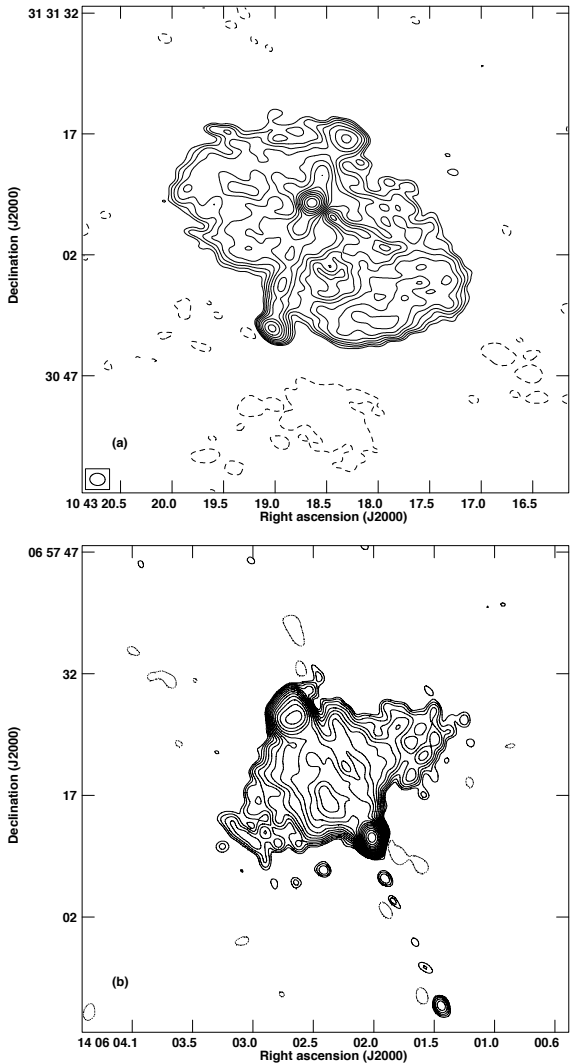 31 31 32
17
02
30 47
Declination (J2000)
(a)
10 43 20.5 20.0 19.5 19.0 18.5 18.0 17.5 17.0 16.5
Right ascension (J2000)
06 57 47
32
17
02
Declination (J2000)
(b)
14 06 04.1 03.5 03.0 02.5 02.0 01.5 01.0 00.6
Right ascension (J2000)